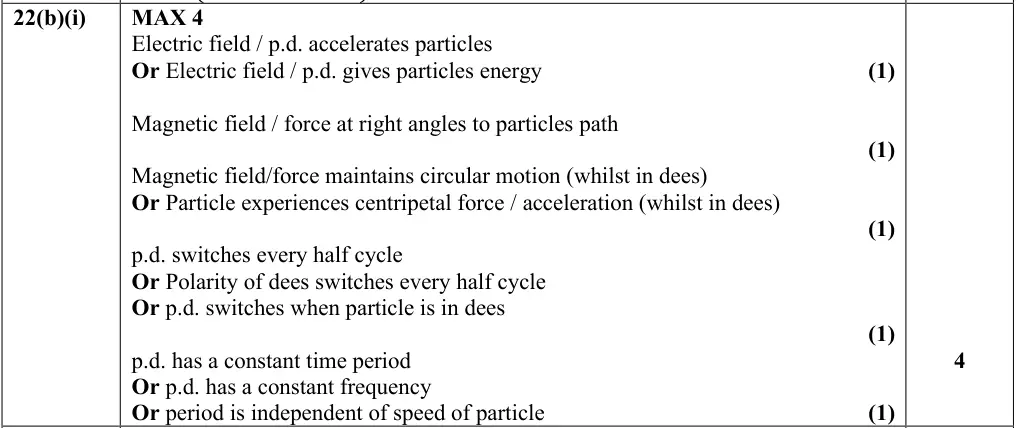 22(b)(i) MAX 4
Electric field / p.d. accelerates particles
Or Electric field / p.d. gives particles energy (1)
Magnetic field / force at right angles to particles path
(1)
Magnetic field/force maintains circular motion (whilst in dees)
Or Particle experiences centripetal force / acceleration (whilst in dees)
(1)
p.d. switches every half cycle
Or Polarity of dees switches every half cycle
Or p.d. switches when particle is in dees
(1)
p.d. has a constant time period 4
Or p.d. has a constant frequency
Or period is independent of speed of particle (1)